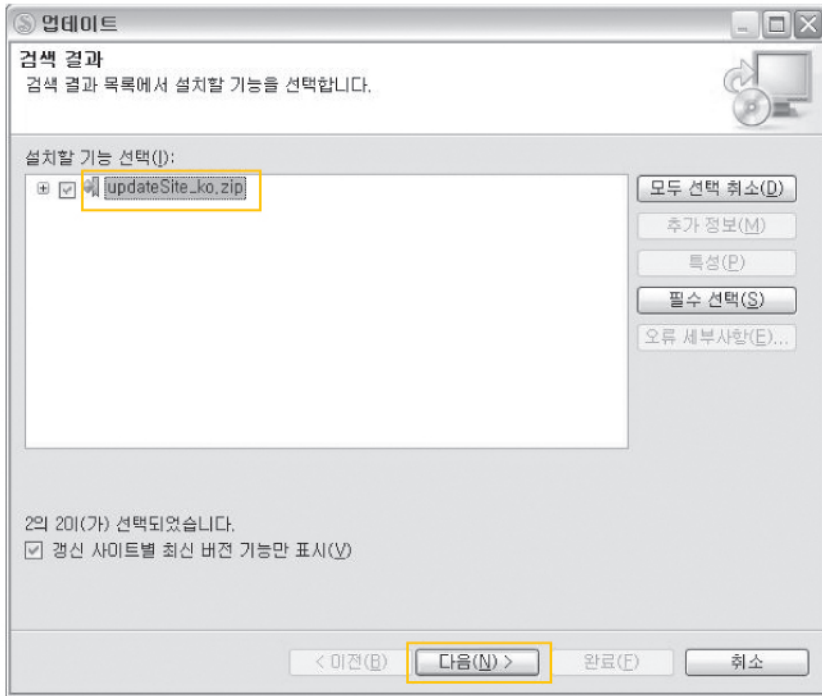 업데이트
검색 결과
검색 결과 목록에서 설치할 기능을 선택합니다.
설치할 기능 선택(I):
updateSite_ko.zip
모두 선택 취소(D)
추가 정보(M)
특성(P)
필수 선택(S)
오류 세부사항(E)...
2의 2이(가) 선택되었습니다.
갱신 사이트별 최신 버전 기능만 표시(V)
< 이전(B)
다음(N) >
완료(F)
취소